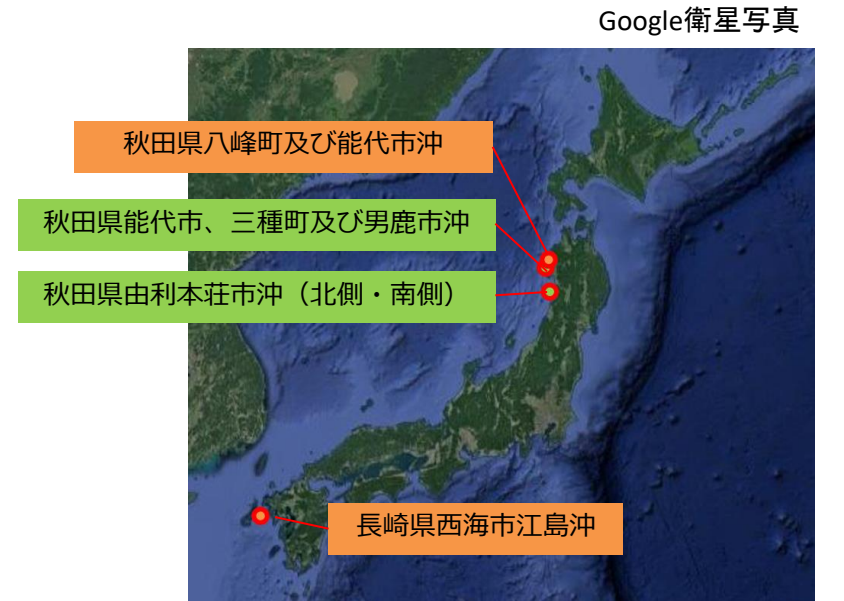 Google衛星写真
秋田県八峰町及び能代市沖
秋田県能代市、三種町及び男鹿市沖
秋田県由利本荘市沖（北側・南側）
長崎県西海市江島沖